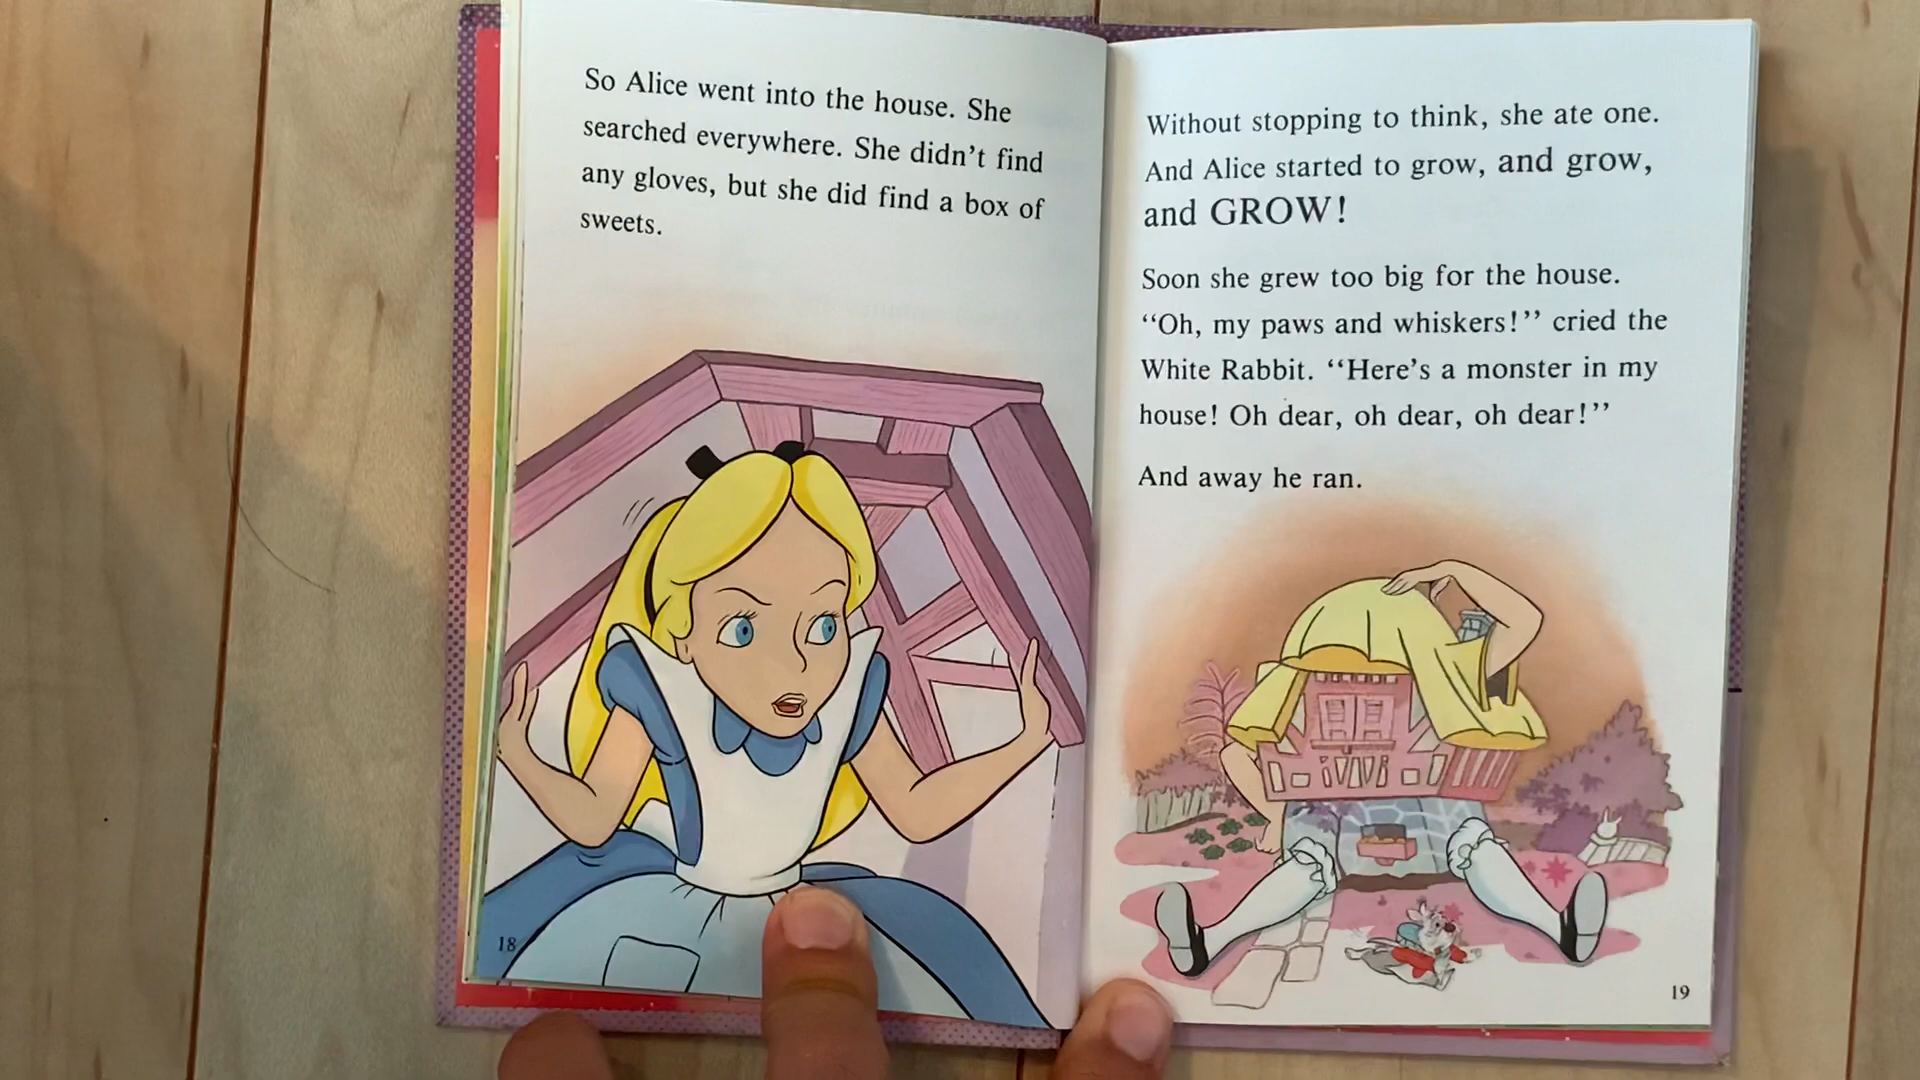 So Alice went into the house. She
searched everywhere. She didn't find
any gloves, but she did find a box of
sweets.
18
Without stopping to think, she ate one.
And Alice started to grow, and grow,
and GROW!
Soon she grew too big for the house.
‘‘Oh, my paws and whiskers!’’ cried the
White Rabbit. ‘‘Here's a monster in my
house! Oh dear, oh dear, oh dear!’’
And away he ran.
19